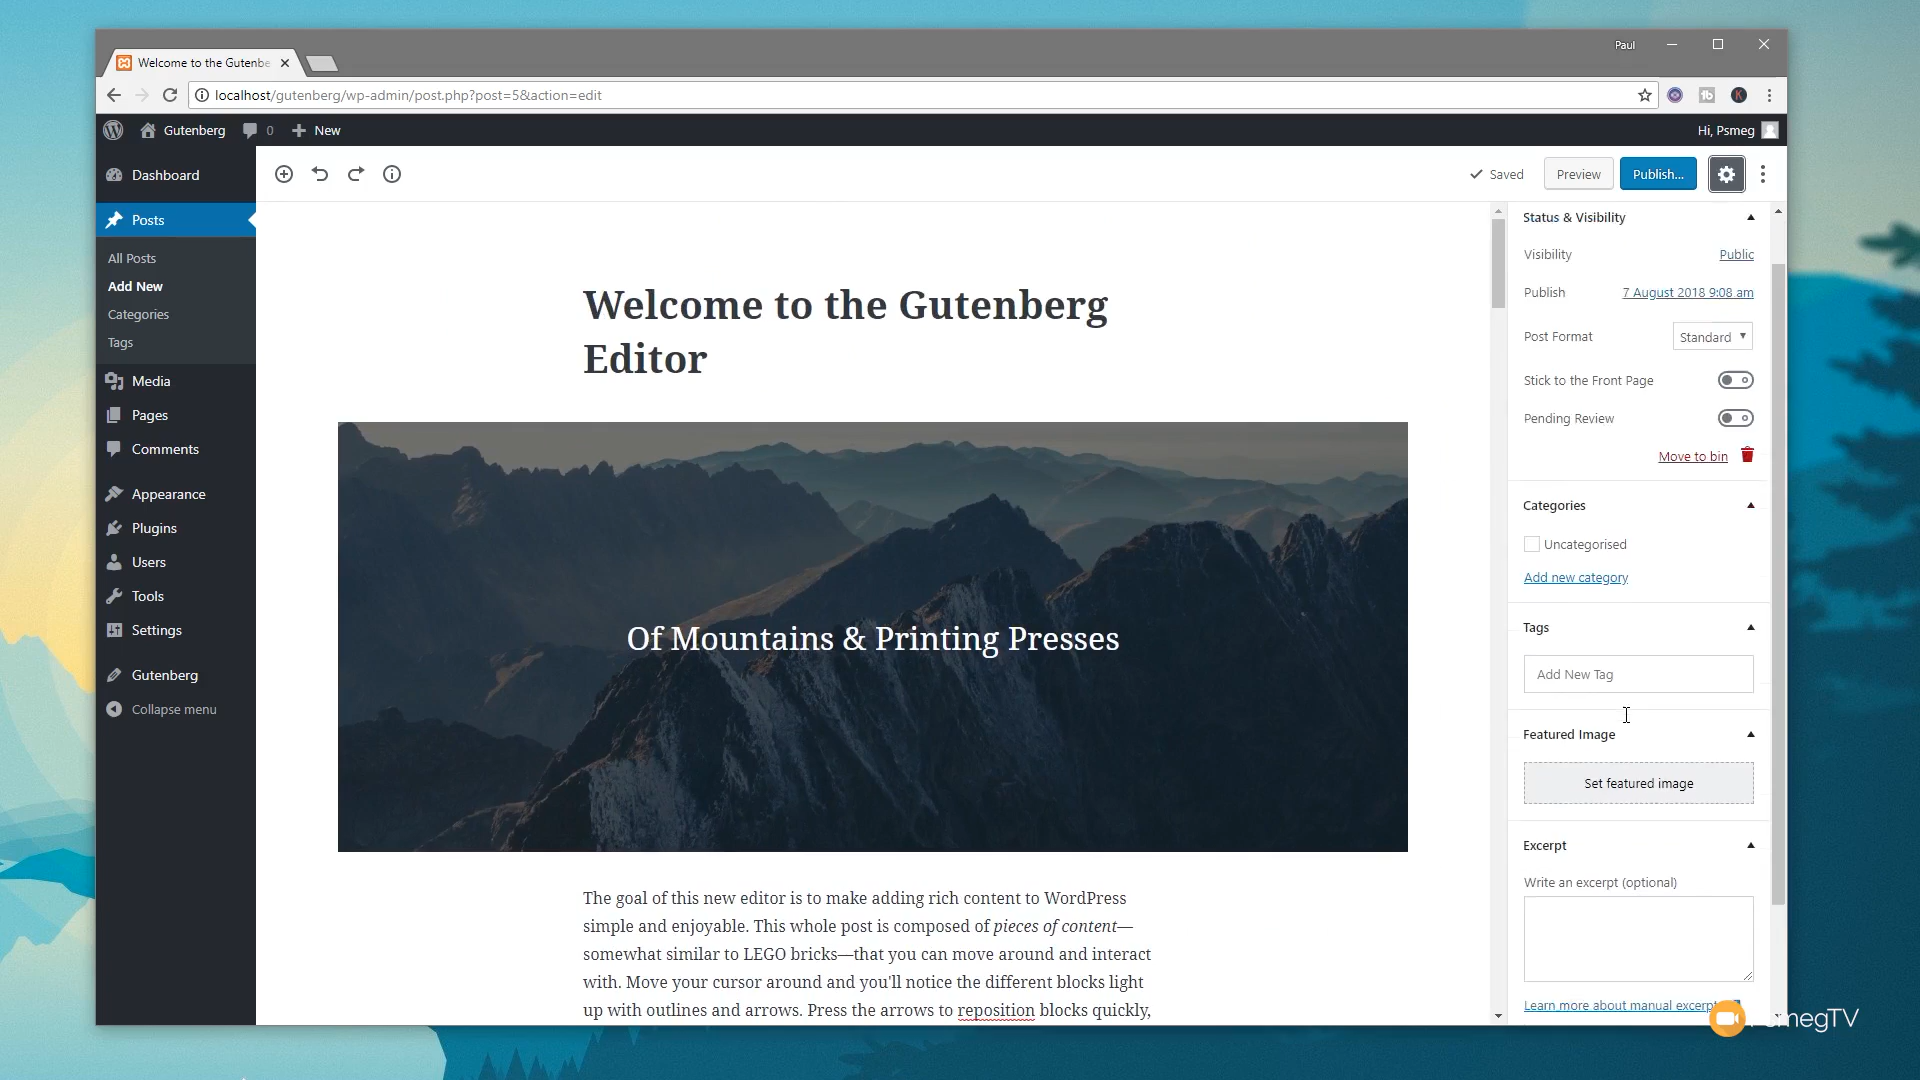 Paul
Welcome to the Gutenbe
localhost/gutenberg/wp-admin/post.php?post=5&action=edit
Gutenberg 0 New Hi, Psmeg
Dashboard
Posts
All Posts
Add New
Categories
Tags
Media
Pages
Comments
Appearance
Plugins
Users
Tools
Settings
Gutenberg
Collapse menu
Saved Preview Publish...
Welcome to the Gutenberg
Editor
Of Mountains & Printing Presses
The goal of this new editor is to make adding rich content to WordPress
simple and enjoyable. This whole post is composed of pieces of content—
somewhat similar to LEGO bricks—that you can move around and interact
with. Move your cursor around and you'll notice the different blocks light
up with outlines and arrows. Press the arrows to reposition blocks quickly,
Status & Visibility
Visibility Public
Publish 7 August 2018 9:08 am
Post Format Standard
Stick to the Front Page
Pending Review
Move to bin
Categories
Uncategorised
Add new category
Tags
Add New Tag
Featured Image
Set featured image
Excerpt
Write an excerpt (optional)
Learn more about manual excerpt
PsmegTV